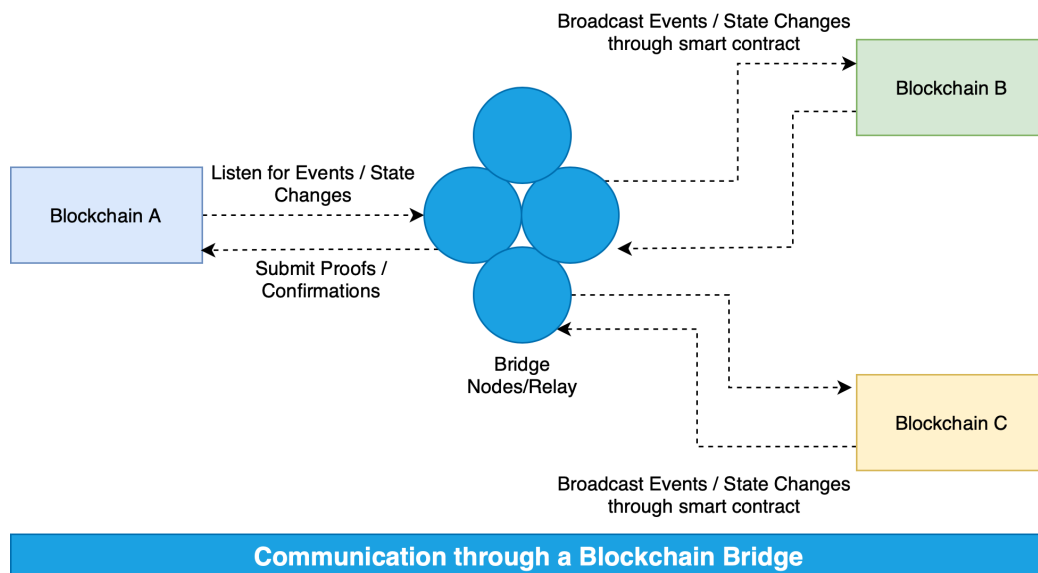 Broadcast Events / State Changes
through smart contract
Blockchain B
Listen for Events / State
Changes
Blockchain A
Submit Proofs /
Confirmations
Bridge
Nodes/Relay
Blockchain C
Broadcast Events / State Changes
through smart contract
Communication through a Blockchain Bridge